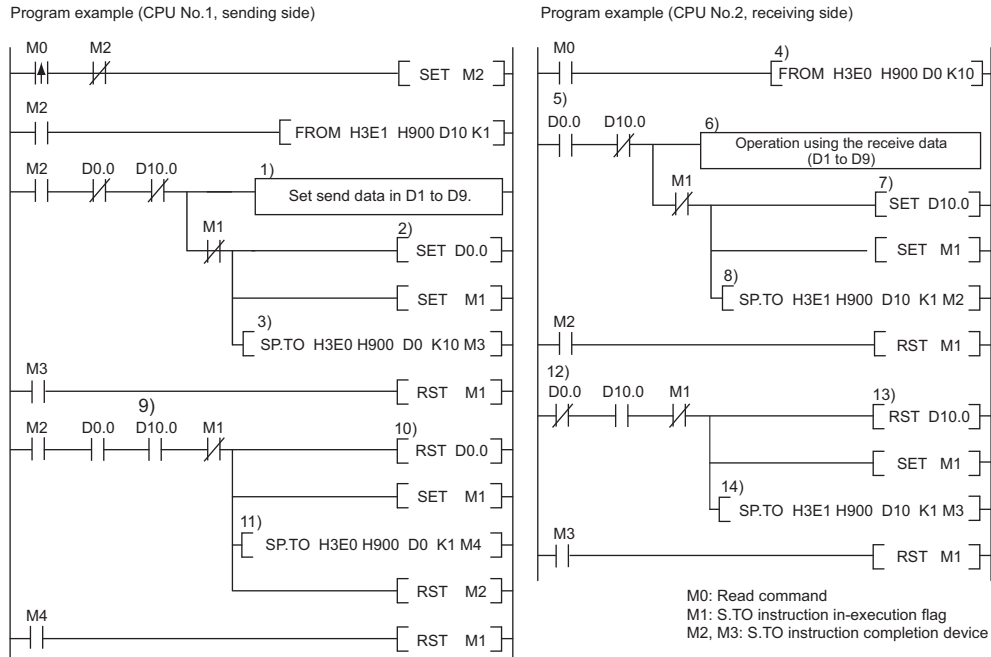 Program example (CPU No.1, sending side)
M0 M2
SET M2
M2
FROM H3E1 H900 D10 K1
M2 D0.0 D10.0
1)
Set send data in D1 to D9.
M1
2)
SET D0.0
SET M1
3)
SP.TO H3E0 H900 D0 K10 M3
M3
RST M1
9)
M2 D0.0 D10.0 M1
10)
RST D0.0
SET M1
11)
SP.TO H3E0 H900 D0 K1 M4
RST M2
M4
RST M1
Program example (CPU No.2, receiving side)
M0
4)
FROM H3E0 H900 D0 K10
5)
D0.0 D10.0
6)
Operation using the receive data
(D1 to D9)
M1
7)
SET D10.0
SET M1
8)
SP.TO H3E1 H900 D10 K1 M2
M2
RST M1
12)
D0.0 D10.0 M1
13)
RST D10.0
SET M1
14)
SP.TO H3E1 H900 D10 K1 M3
M3
RST M1
M0: Read command
M1: S.TO instruction in-execution flag
M2, M3: S.TO instruction completion device